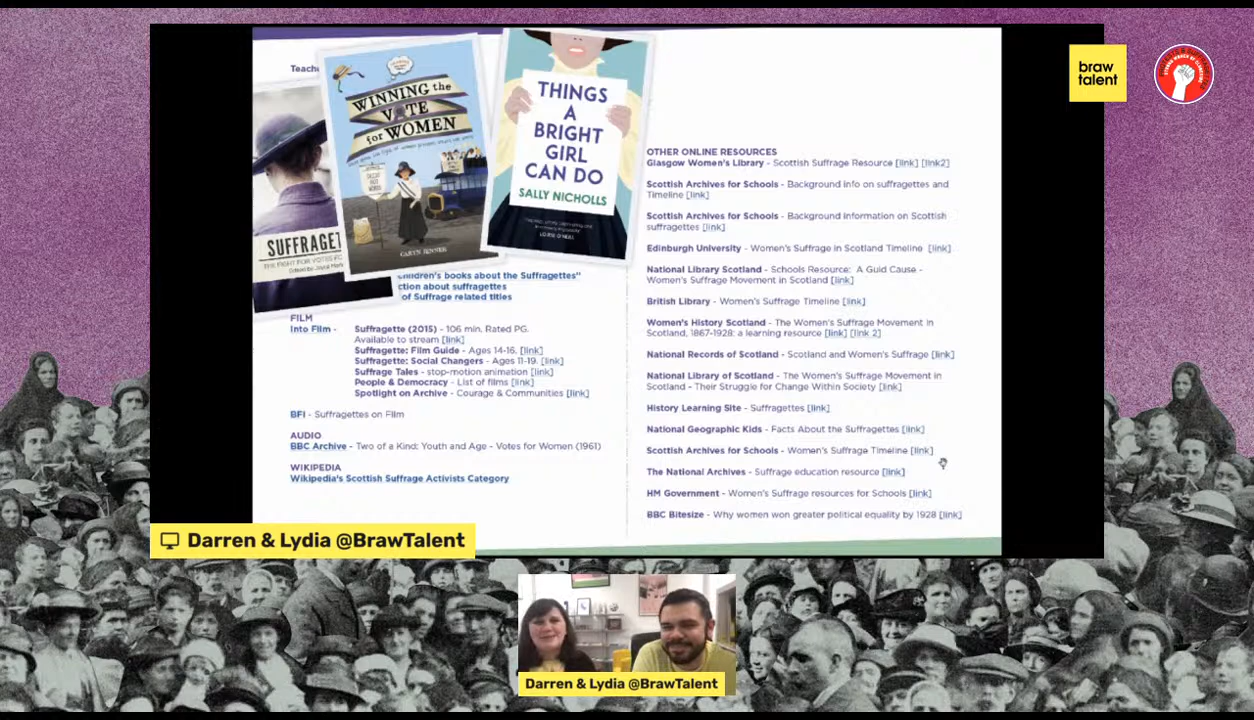 braw
talent
Teache
WINNING the
VOTE
for WOMEN
CARYN JENNER
THINGS
A
BRIGHT
GIRL
CAN DO
SALLY NICHOLLS
LOUISE O'NEILL
SUFFRAGET
THE FIGHT FOR VOTES FO
children's books about the Suffragettes"
ction about suffragettes
of Suffrage related titles
FILM
Into Film - Suffragette (2015) - 106 min. Rated PG.
Available to stream [link]
Suffragette: Film Guide - Ages 14-16. [link]
Suffragette: Social Changers - Ages 11-19. [link]
Suffrage Tales - stop-motion animation [link]
People & Democracy - List of films [link]
Spotlight on Archive - Courage & Communities [link]
BFI - Suffragettes on Film
AUDIO
BBC Archive - Two of a Kind: Youth and Age - Votes for Women (1961)
WIKIPEDIA
Wikipedia's Scottish Suffrage Activists Category
OTHER ONLINE RESOURCES
Glasgow Women's Library - Scottish Suffrage Resource [link] [link2]
Scottish Archives for Schools - Background info on suffragettes and
Timeline [link]
Scottish Archives for Schools - Background information on Scottish
suffragettes [link]
Edinburgh University - Women's Suffrage in Scotland Timeline [link]
National Library Scotland - Schools Resource: A Guid Cause -
Women's Suffrage Movement in Scotland [link]
British Library - Women's Suffrage Timeline [link]
Women's History Scotland - The Women's Suffrage Movement in
Scotland, 1867-1928: a learning resource [link] [link 2]
National Records of Scotland - Scotland and Women's Suffrage [link]
National Library of Scotland - The Women's Suffrage Movement in
Scotland - Their Struggle for Change Within Society [link]
History Learning Site - Suffragettes [link]
National Geographic Kids - Facts About the Suffragettes [link]
Scottish Archives for Schools - Women's Suffrage Timeline [link]
The National Archives - Suffrage education resource [link]
HM Government - Women's Suffrage resources for Schools [link]
BBC Bitesize - Why women won greater political equality by 1928 [link]
Darren & Lydia @BrawTalent
Darren & Lydia @BrawTalent